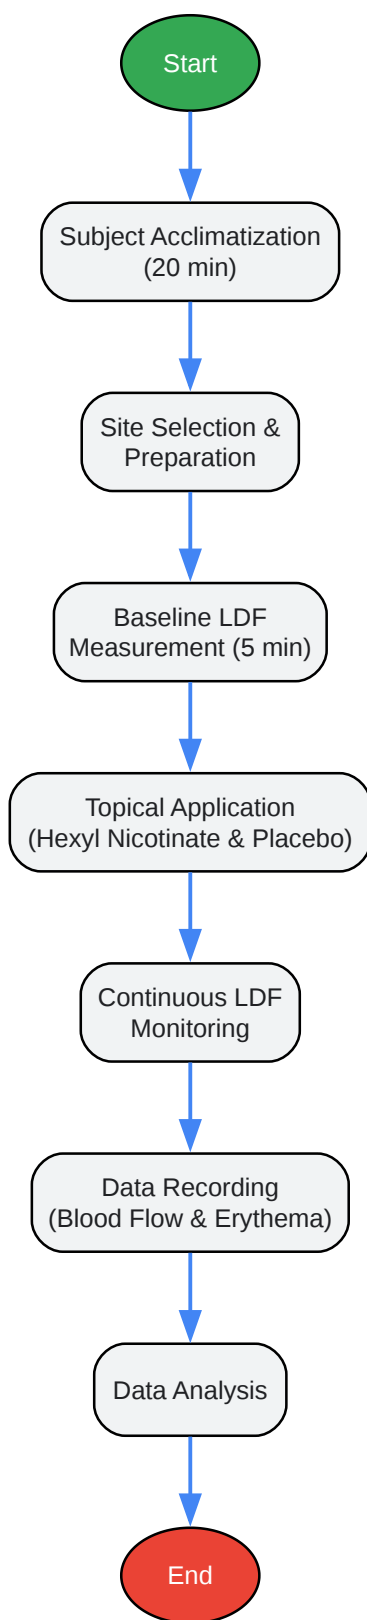 Start
Subject Acclimatization
(20 min)
Site Selection &
Preparation
Baseline LDF
Measurement (5 min)
Topical Application
(Hexyl Nicotinate & Placebo)
Continuous LDF
Monitoring
Data Recording
(Blood Flow & Erythema)
Data Analysis
End